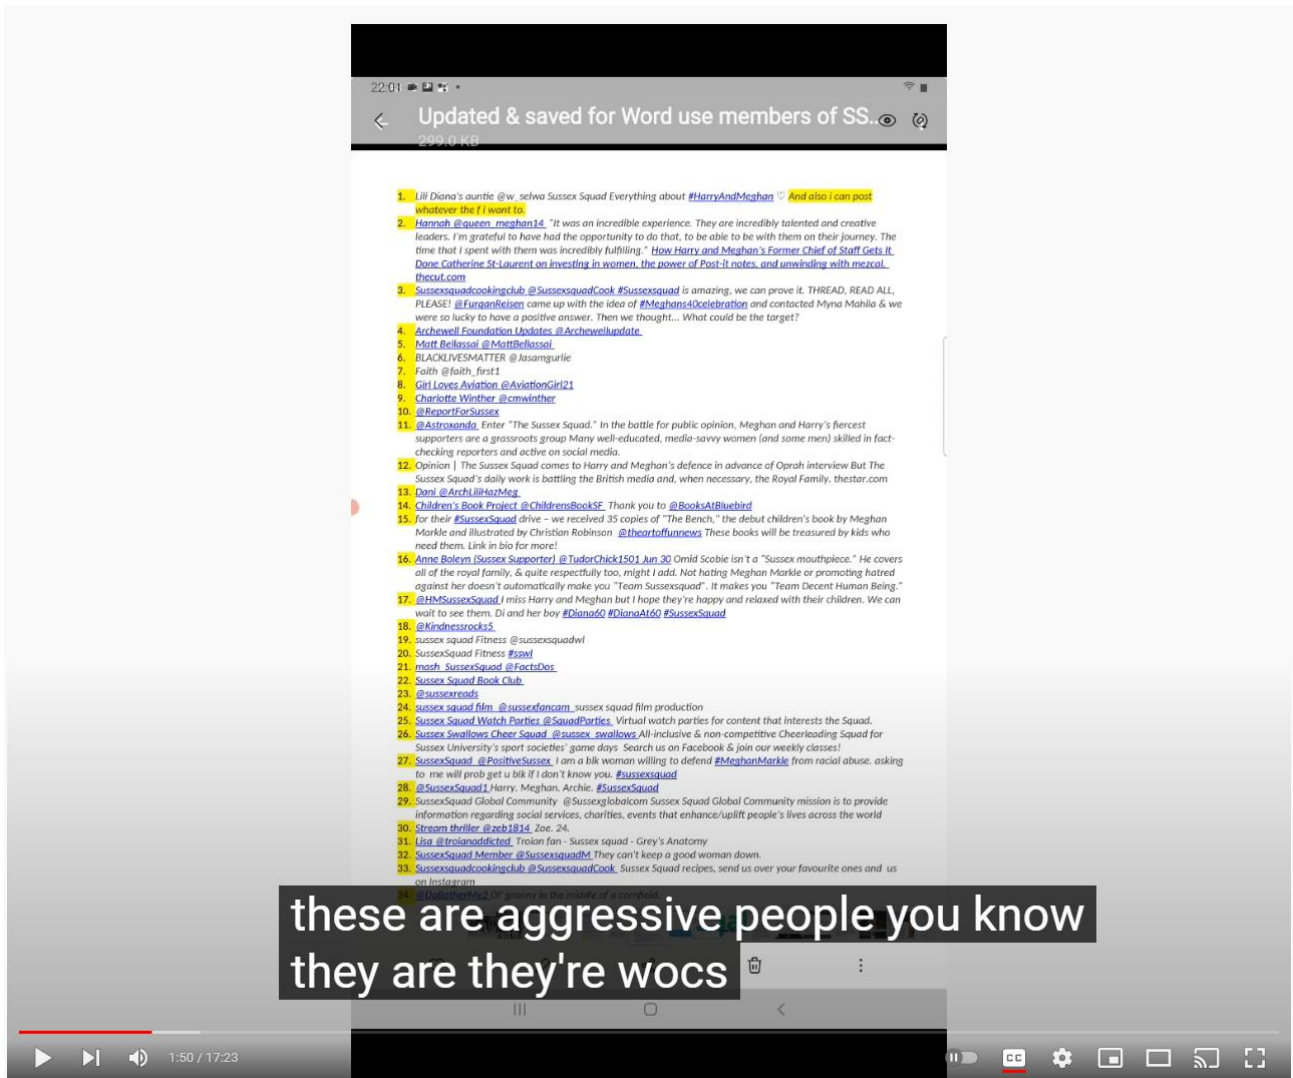 22:01
Updated & saved for Word use members of SS...
299.0 KB
1. Lili Diana's auntie @w_selwa Sussex Squad Everything about #HarryAndMeghan ♡ And also i can post
whatever the f i want to.
2. Hannah @queen_meghan14 "It was an incredible experience. They are incredibly talented and creative
leaders. I'm grateful to have had the opportunity to do that, to be able to be with them on their journey. The
time that I spent with them was incredibly fulfilling." How Harry and Meghan's Former Chief of Staff Gets It
Done Catherine St-Laurent on investing in women, the power of Post-it notes, and unwinding with mezcal.
thecut.com
3. Sussexsquadcookingclub @SussexsquadCook #Sussexsquad is amazing, we can prove it. THREAD, READ ALL,
PLEASE! @FurqanReisen came up with the idea of #Meghans40celebration and contacted Myna Mahila & we
were so lucky to have a positive answer. Then we thought... What could be the target?
4. Archewell Foundation Updates @Archewellupdate
5. Matt Bellassai @MattBellassai
6. BLACKLIVESMATTER @Jasamgurlie
7. Faith @faith_first1
8. Girl Loves Aviation @AviationGirl21
9. Charlotte Winther @cmwinther
10. @ReportForSussex
11. @Astroxanda Enter "The Sussex Squad." In the battle for public opinion, Meghan and Harry's fiercest
supporters are a grassroots group Many well-educated, media-savvy women (and some men) skilled in fact-
checking reporters and active on social media.
12. Opinion | The Sussex Squad comes to Harry and Meghan's defence in advance of Oprah interview But The
Sussex Squad's daily work is battling the British media and, when necessary, the Royal Family. thestar.com
13. Dani @ArchLiliHazMeg
14. Children's Book Project @ChildrensBookSF Thank you to @BooksAtBluebird
15. for their #SussexSquad drive – we received 35 copies of "The Bench," the debut children's book by Meghan
Markle and illustrated by Christian Robinson @theartoffunnews These books will be treasured by kids who
need them. Link in bio for more!
16. Anne Boleyn (Sussex Supporter) @TudorChick1501 Jun 30 Omid Scobie isn't a "Sussex mouthpiece." He covers
all of the royal family, & quite respectfully too, might I add. Not hating Meghan Markle or promoting hatred
against her doesn't automatically make you "Team Sussexsquad". It makes you "Team Decent Human Being."
17. @HMSussexSquad I miss Harry and Meghan but I hope they're happy and relaxed with their children. We can
wait to see them. Di and her boy #Diana60 #DianaAt60 #SussexSquad
18. @Kindnessrocks5
19. sussex squad Fitness @sussexsquadwl
20. SussexSquad Fitness #sswl
21. mash_SussexSquad @FactsDos
22. Sussex Squad Book Club
23. @sussexreads
24. sussex squad film @sussexfancam sussex squad film production
25. Sussex Squad Watch Parties @SquadParties Virtual watch parties for content that interests the Squad.
26. Sussex Swallows Cheer Squad @sussex_swallows All-inclusive & non-competitive Cheerleading Squad for
Sussex University's sport societies' game days Search us on Facebook & join our weekly classes!
27. SussexSquad @PositiveSussex I am a blk woman willing to defend #MeghanMarkle from racial abuse. asking
to me will prob get u blk if I don't know you. #sussexsquad
28. @SussexSquad1 Harry. Meghan. Archie. #SussexSquad
29. SussexSquad Global Community @Sussexglobalcom Sussex Squad Global Community mission is to provide
information regarding social services, charities, events that enhance/uplift people's lives across the world
30. Stream thriller @zeb1814 Zoe. 24.
31. Lisa @troianaddicted Troian fan - Sussex squad - Grey's Anatomy
32. SussexSquad Member @SussexsquadM They can't keep a good woman down.
33. Sussexsquadcookingclub @SussexsquadCook Sussex Squad recipes, send us over your favourite ones and us
on Instagram
34. @DoBotherMe2 Ol' granny in the middle of a cornfield.
these are aggressive people you know
they are they're wocs
1:50 / 17:23
CC